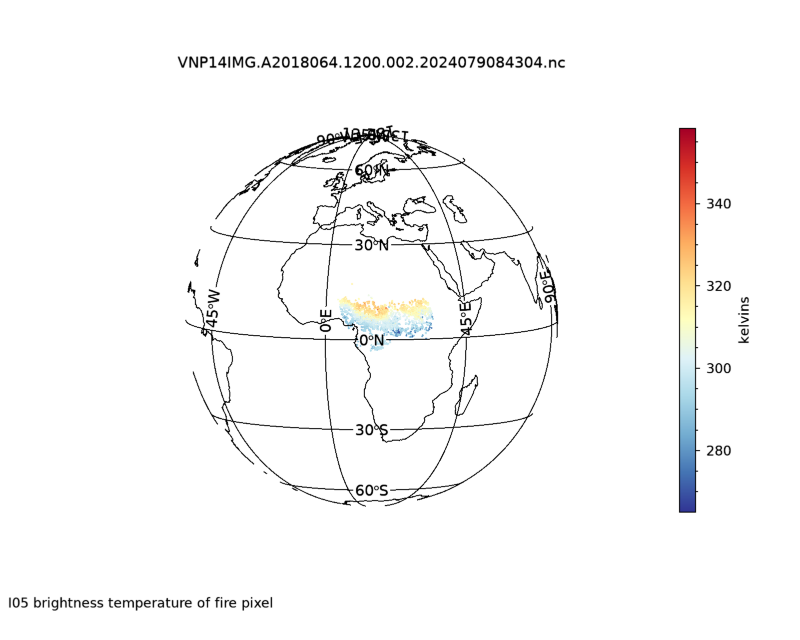 VNP14IMG.A2018064.1200.002.2024079084304.nc
60°N
30°N
340
320
kelvins
90°E
45°W
0°E
45°E
0°N
300
30°S
280
60°S
I05 brightness temperature of fire pixel